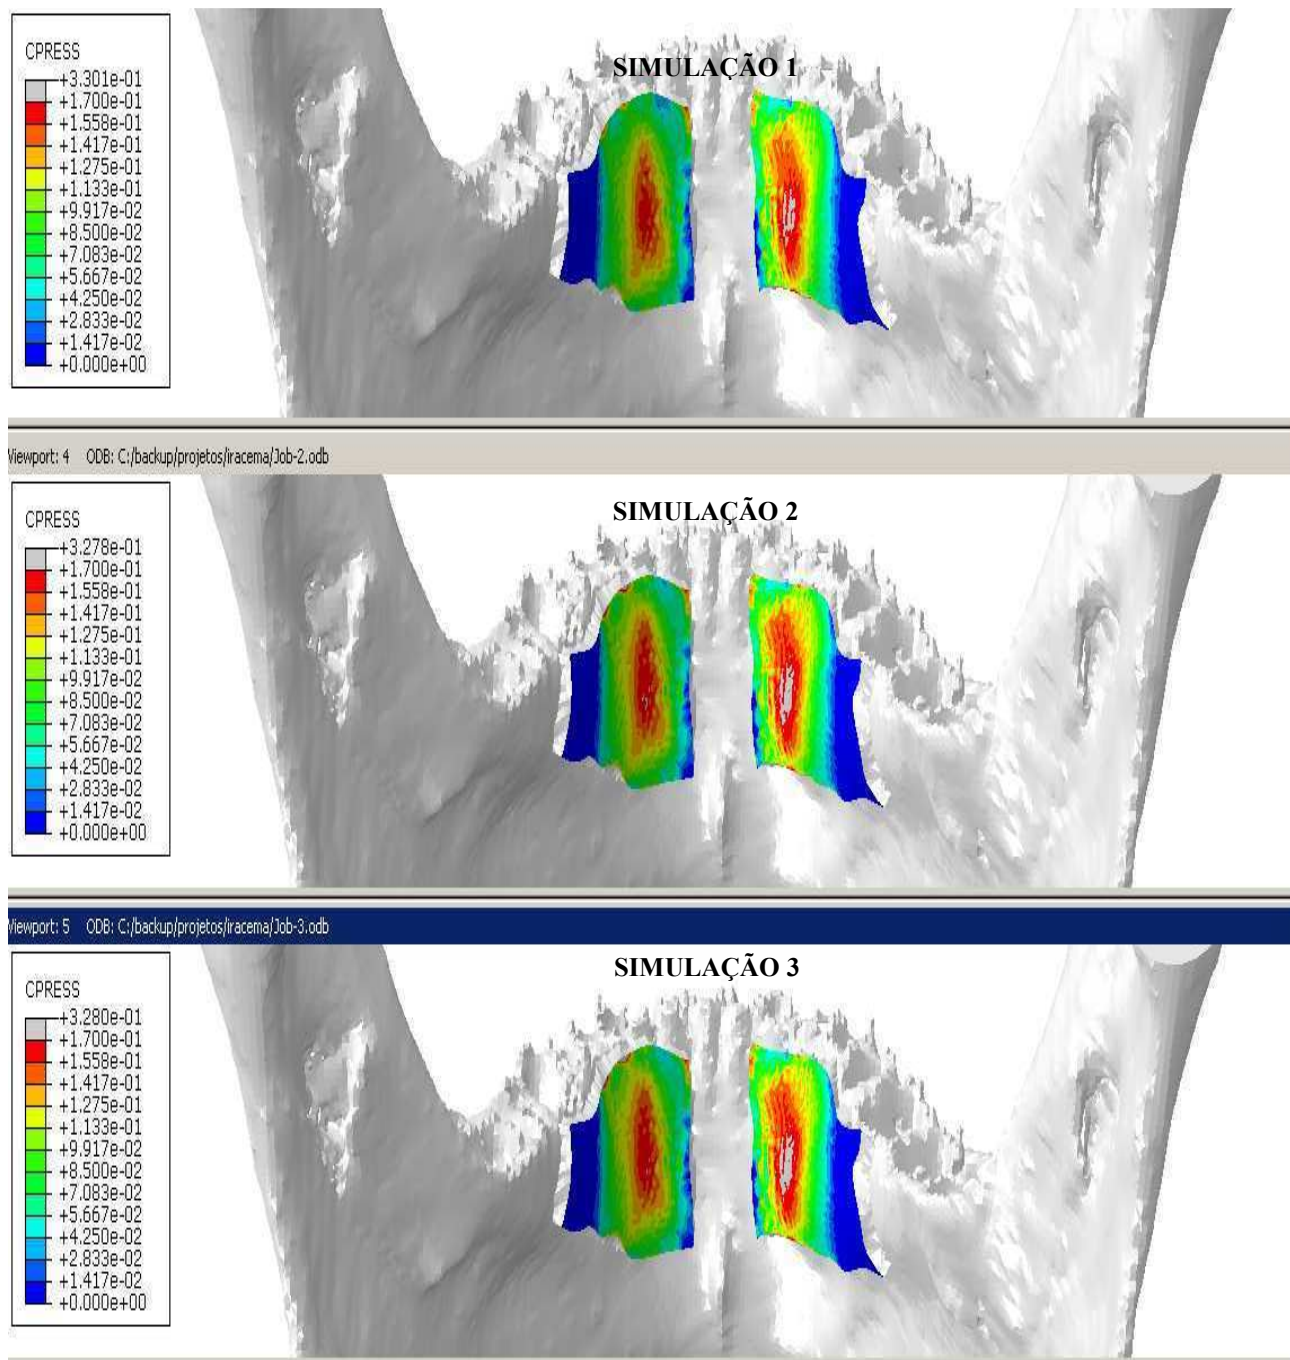 SIMULAÇÃO 1
CPRESS
+3.301e-01
+1.700e-01
+1.558e-01
+1.417e-01
+1.275e-01
+1.133e-01
+9.917e-02
+8.500e-02
+7.083e-02
+5.667e-02
+4.250e-02
+2.833e-02
+1.417e-02
+0.000e+00
Viewport: 4 ODB: C:/backup/projetos/iracema/Job-2.odb
SIMULAÇÃO 2
CPRESS
+3.278e-01
+1.700e-01
+1.558e-01
+1.417e-01
+1.275e-01
+1.133e-01
+9.917e-02
+8.500e-02
+7.083e-02
+5.667e-02
+4.250e-02
+2.833e-02
+1.417e-02
+0.000e+00
Viewport: 5 ODB: C:/backup/projetos/iracema/Job-3.odb
SIMULAÇÃO 3
CPRESS
+3.280e-01
+1.700e-01
+1.558e-01
+1.417e-01
+1.275e-01
+1.133e-01
+9.917e-02
+8.500e-02
+7.083e-02
+5.667e-02
+4.250e-02
+2.833e-02
+1.417e-02
+0.000e+00